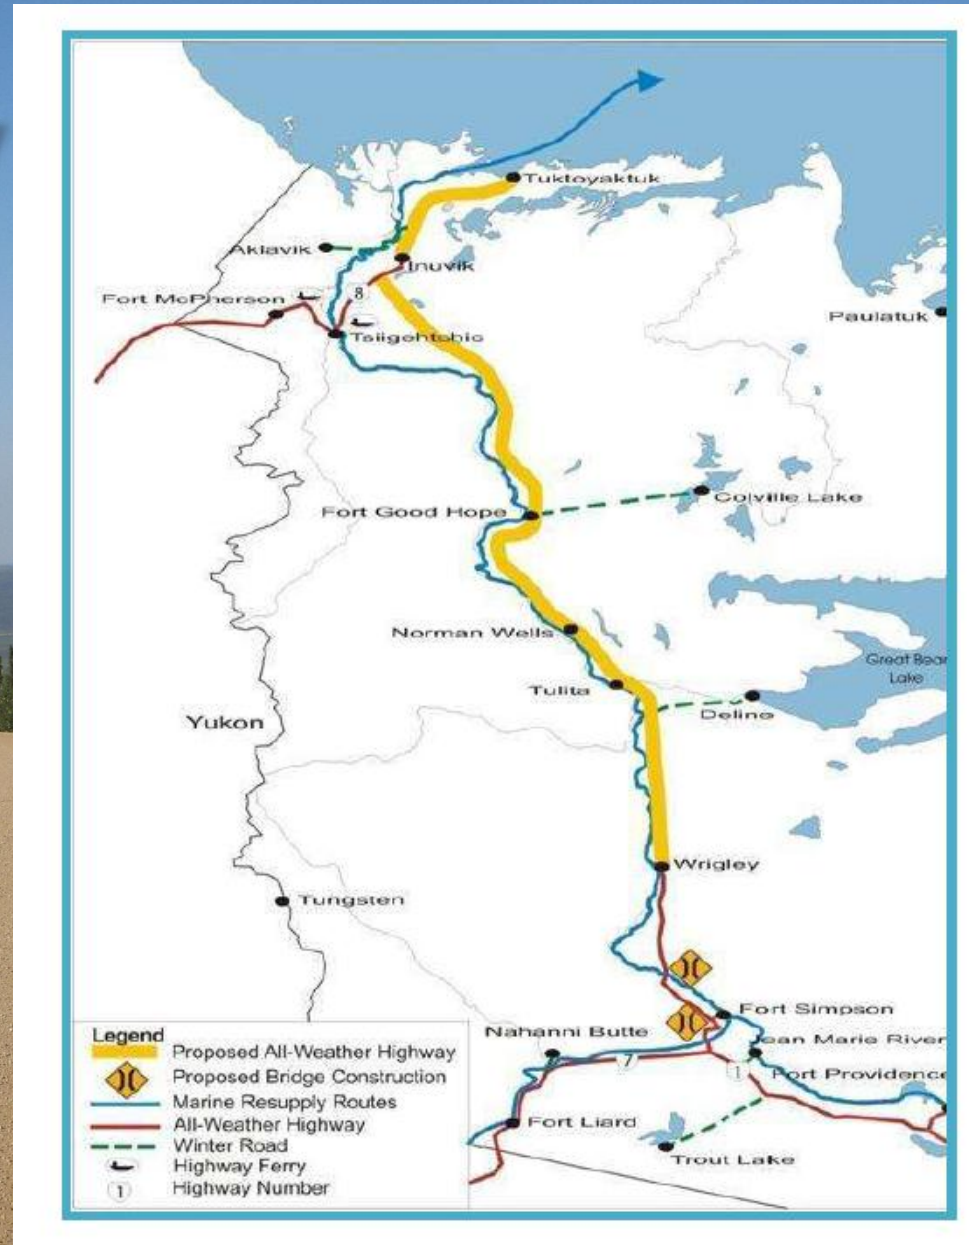 Tuktoyaktuk
Aklavik
Inuvik
8
Fort McPherson
Tsiigehtchic
Paulatuk
Colville Lake
Fort Good Hope
Norman Wells
Great Bear
Lake
Tulita
Deline
Yukon
Wrigley
Tungsten
Fort Simpson
Nahanni Butte
Jean Marie River
7
1
Fort Providence
Fort Liard
Trout Lake
Legend
Proposed All-Weather Highway
Proposed Bridge Construction
Marine Resupply Routes
All-Weather Highway
Winter Road
Highway Ferry
1
Highway Number